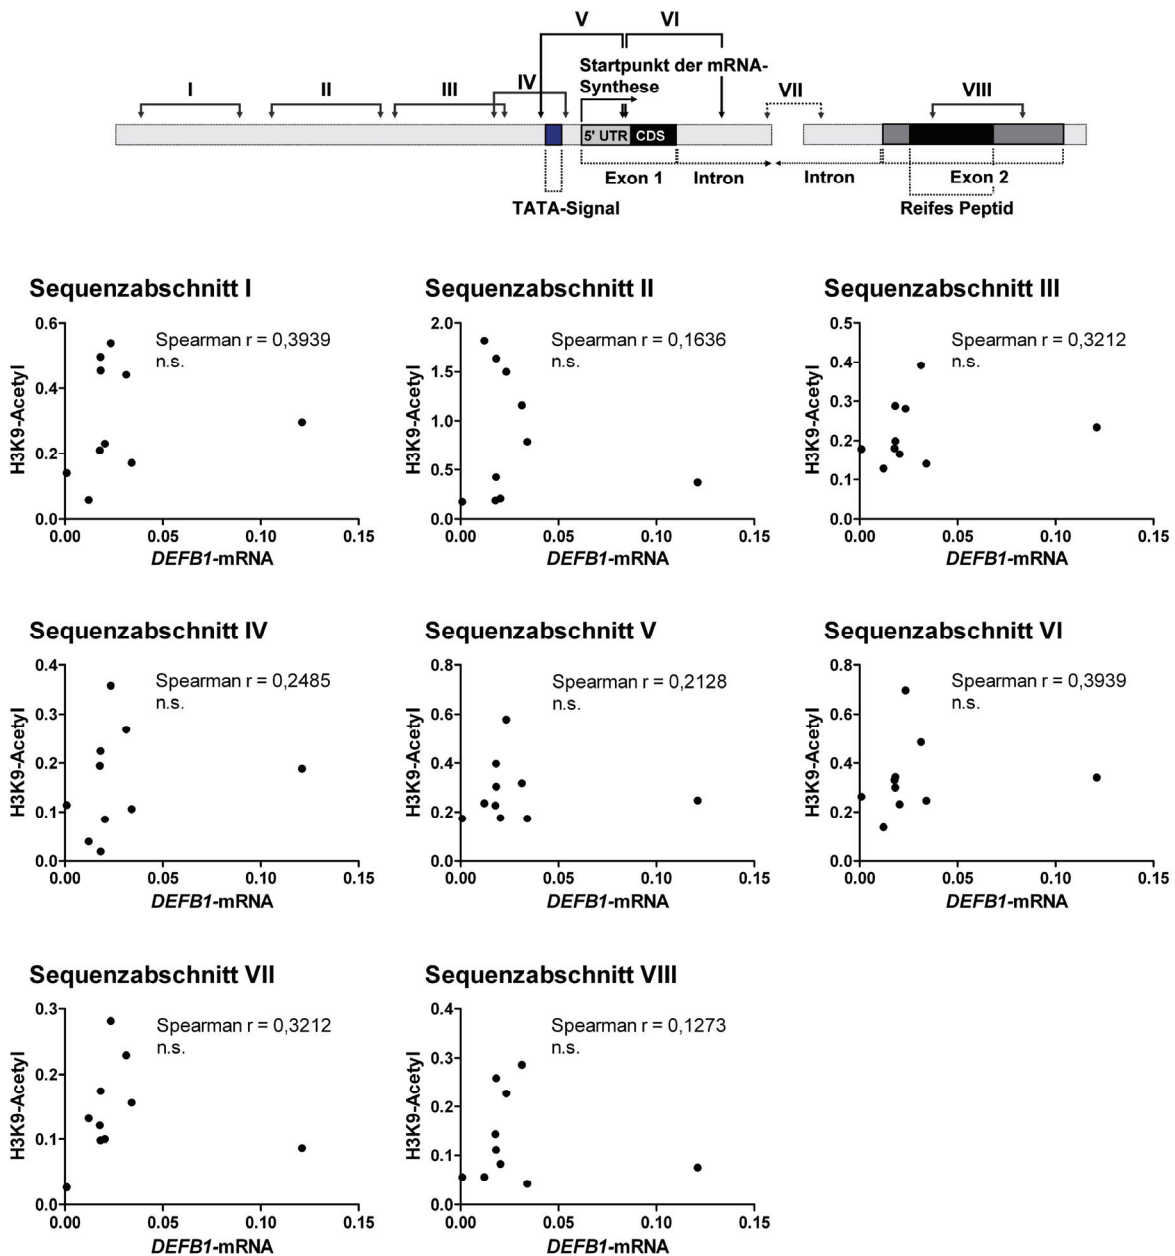 V VI
Startpunkt der mRNA-
Synthese
I II III IV VII VIII
5' UTR CDS
Exon 1 Intron Intron Exon 2
TATA-Signal Reifes Peptid
Sequenzabschnitt I
Spearman r = 0,3939
n.s.
H3K9-Acetyl
0.6
0.4
0.2
0.0
0.00 0.05 0.10 0.15
DEFB1-mRNA
Sequenzabschnitt II
Spearman r = 0,1636
n.s.
H3K9-Acetyl
2.0
1.5
1.0
0.5
0.0
0.00 0.05 0.10 0.15
DEFB1-mRNA
Sequenzabschnitt III
Spearman r = 0,3212
n.s.
H3K9-Acetyl
0.5
0.4
0.3
0.2
0.1
0.0
0.00 0.05 0.10 0.15
DEFB1-mRNA
Sequenzabschnitt IV
Spearman r = 0,2485
n.s.
H3K9-Acetyl
0.4
0.3
0.2
0.1
0.0
0.00 0.05 0.10 0.15
DEFB1-mRNA
Sequenzabschnitt V
Spearman r = 0,2128
n.s.
H3K9-Acetyl
0.8
0.6
0.4
0.2
0.0
0.00 0.05 0.10 0.15
DEFB1-mRNA
Sequenzabschnitt VI
Spearman r = 0,3939
n.s.
H3K9-Acetyl
0.8
0.6
0.4
0.2
0.0
0.00 0.05 0.10 0.15
DEFB1-mRNA
Sequenzabschnitt VII
Spearman r = 0,3212
n.s.
H3K9-Acetyl
0.3
0.2
0.1
0.0
0.00 0.05 0.10 0.15
DEFB1-mRNA
Sequenzabschnitt VIII
Spearman r = 0,1273
n.s.
H3K9-Acetyl
0.4
0.3
0.2
0.1
0.0
0.00 0.05 0.10 0.15
DEFB1-mRNA